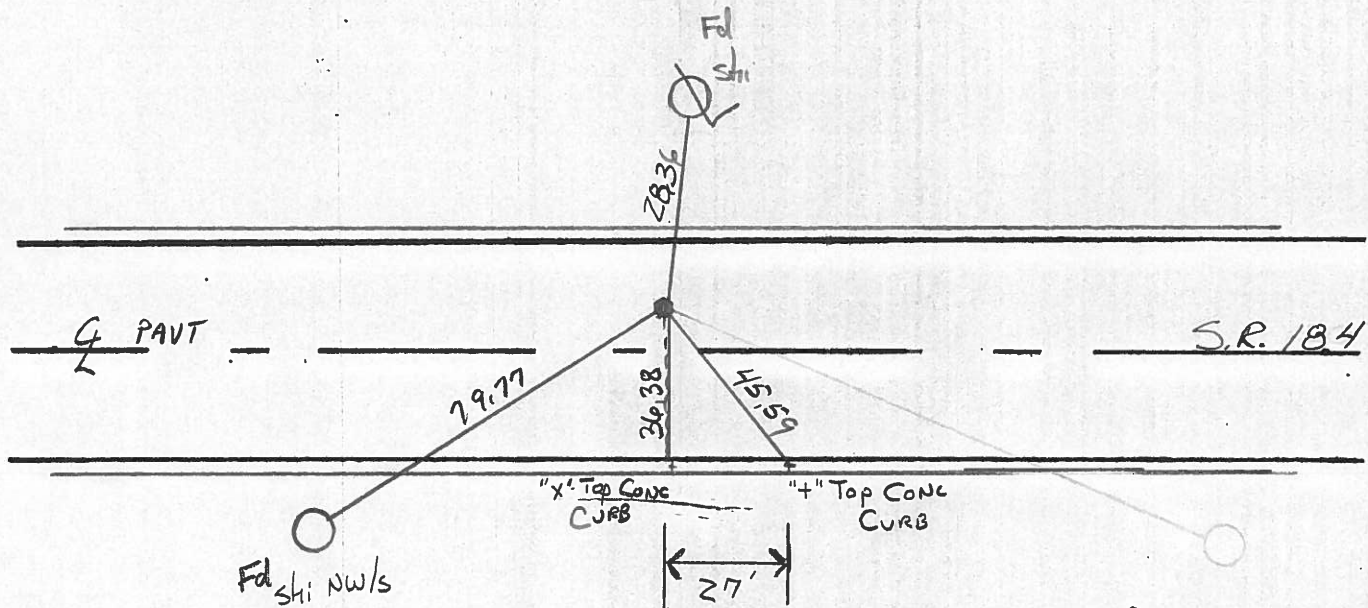 Fd
shi
28.36
℄ PAVT
S.R. 184
79.77
36.38
45.59
"X" Top Conc
Curb
"+" Top Conc
Curb
Fd shi NW/s
27'